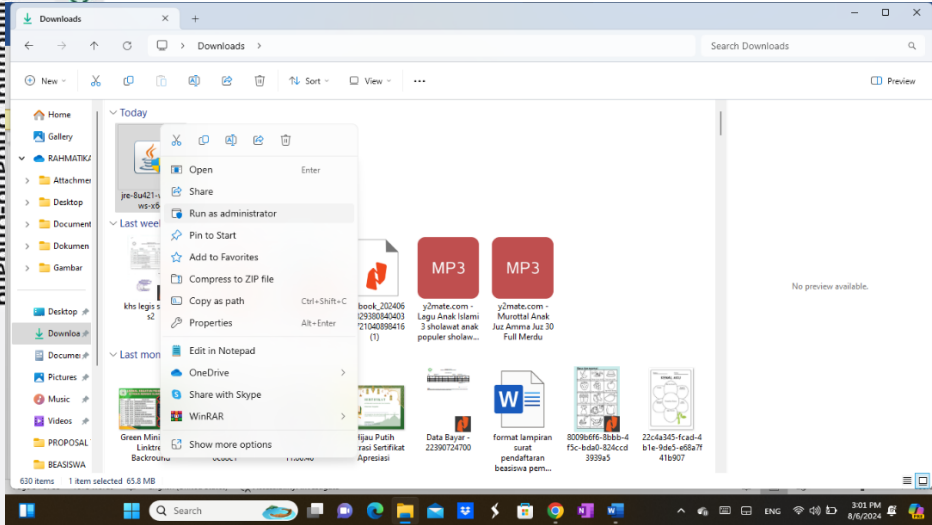 Downloads
Downloads
Search Downloads
New
Sort
View
Preview
Home
Gallery
RAHMATIKA
Attachmer
Desktop
Document
Dokumen
Gambar
Desktop
Downloa
Documer
Pictures
Music
Videos
PROPOSAL
BEASISWA
Today
jre-8u421-
ws-x6
Last week
khs legis s
s2
Last mon
Green Mini
Linktre
Backround
Open Enter
Share
Run as administrator
Pin to Start
Add to Favorites
Compress to ZIP file
Copy as path Ctrl+Shift+C
Properties Alt+Enter
Edit in Notepad
OneDrive
Share with Skype
WinRAR
Show more options
book_202406
{1}
MP3
y2mate.com -
Lagu Anak Islami
3 sholawat anak
populer sholaw...
MP3
y2mate.com -
Murottal Anak
Juz Amma Juz 30
Full Merdu
No preview available.
Hijau Putih
rasi Sertifikat
Apresiasi
Data Bayar -
22390724700
W
format lampiran
surat
pendaftaran
beasiswa pem...
8009b6f6-8bbb-4
f5c-bda0-824ccd
3939a5
22c4a345-fcad-4
b1e-9de5-e68a7f
41b907
630 items 1 item selected 65.8 MB
Search
ENG
3:01 PM
8/6/2024